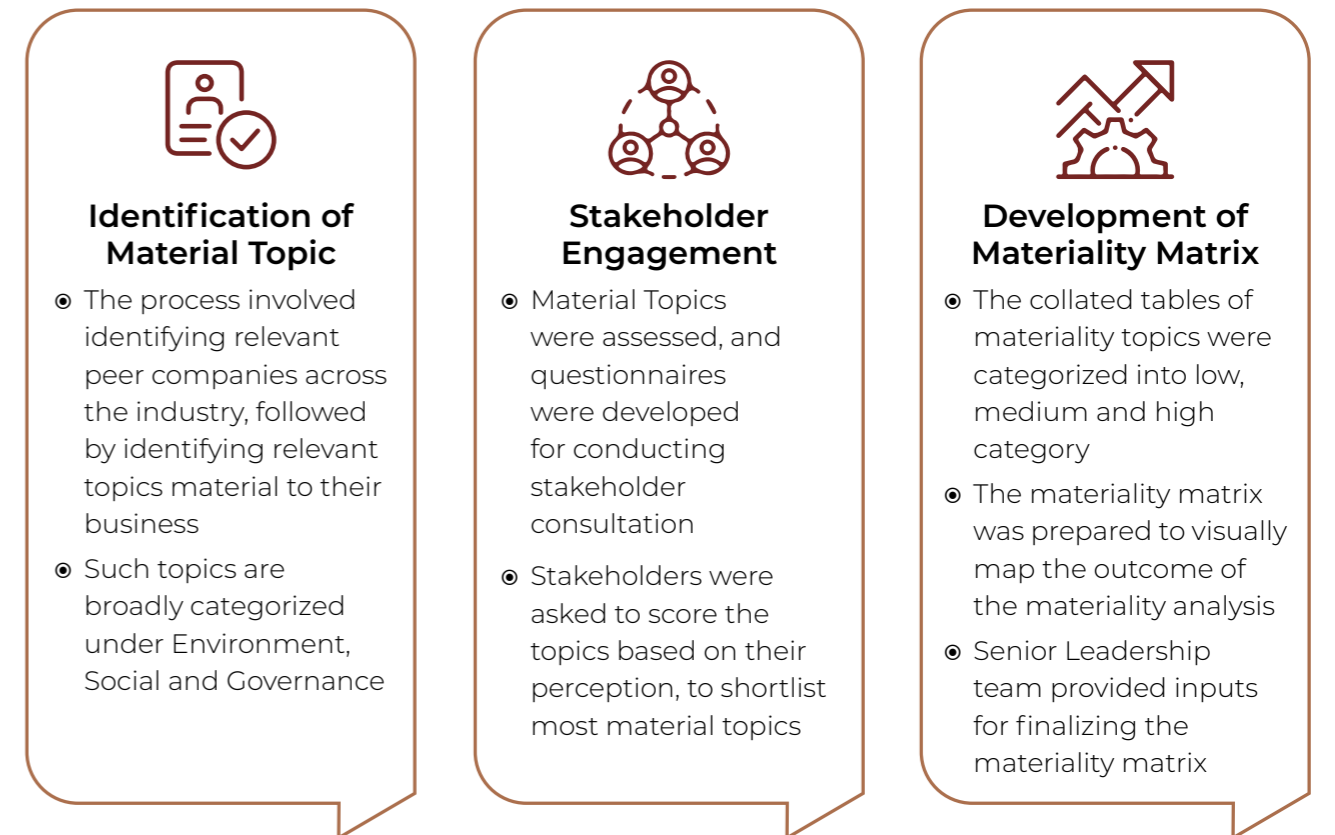 Identification of
Material Topic
The process involved
identifying relevant
peer companies across
the industry, followed
by identifying relevant
topics material to their
business
Such topics are
broadly categorized
under Environment,
Social and Governance
Stakeholder
Engagement
Material Topics
were assessed, and
questionnaires
were developed
for conducting
stakeholder
consultation
Stakeholders were
asked to score the
topics based on their
perception, to shortlist
most material topics
Development of
Materiality Matrix
The collated tables of
materiality topics were
categorized into low,
medium and high
category
The materiality matrix
was prepared to visually
map the outcome of
the materiality analysis
Senior Leadership
team provided inputs
for finalizing the
materiality matrix